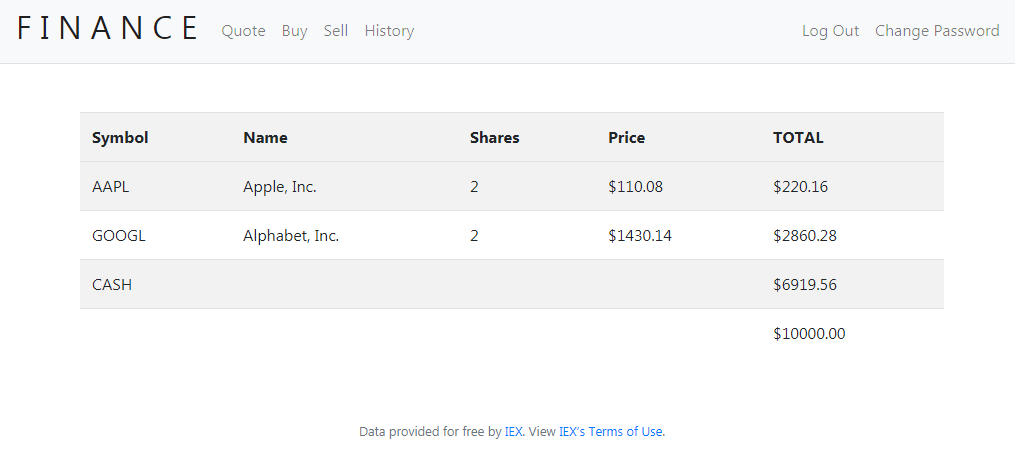 F I N A N C E Quote Buy Sell History Log Out Change Password
Symbol Name Shares Price TOTAL
AAPL Apple, Inc. 2 $110.08 $220.16
GOOGL Alphabet, Inc. 2 $1430.14 $2860.28
CASH $6919.56
$10000.00
Data provided for free by IEX. View IEX's Terms of Use.